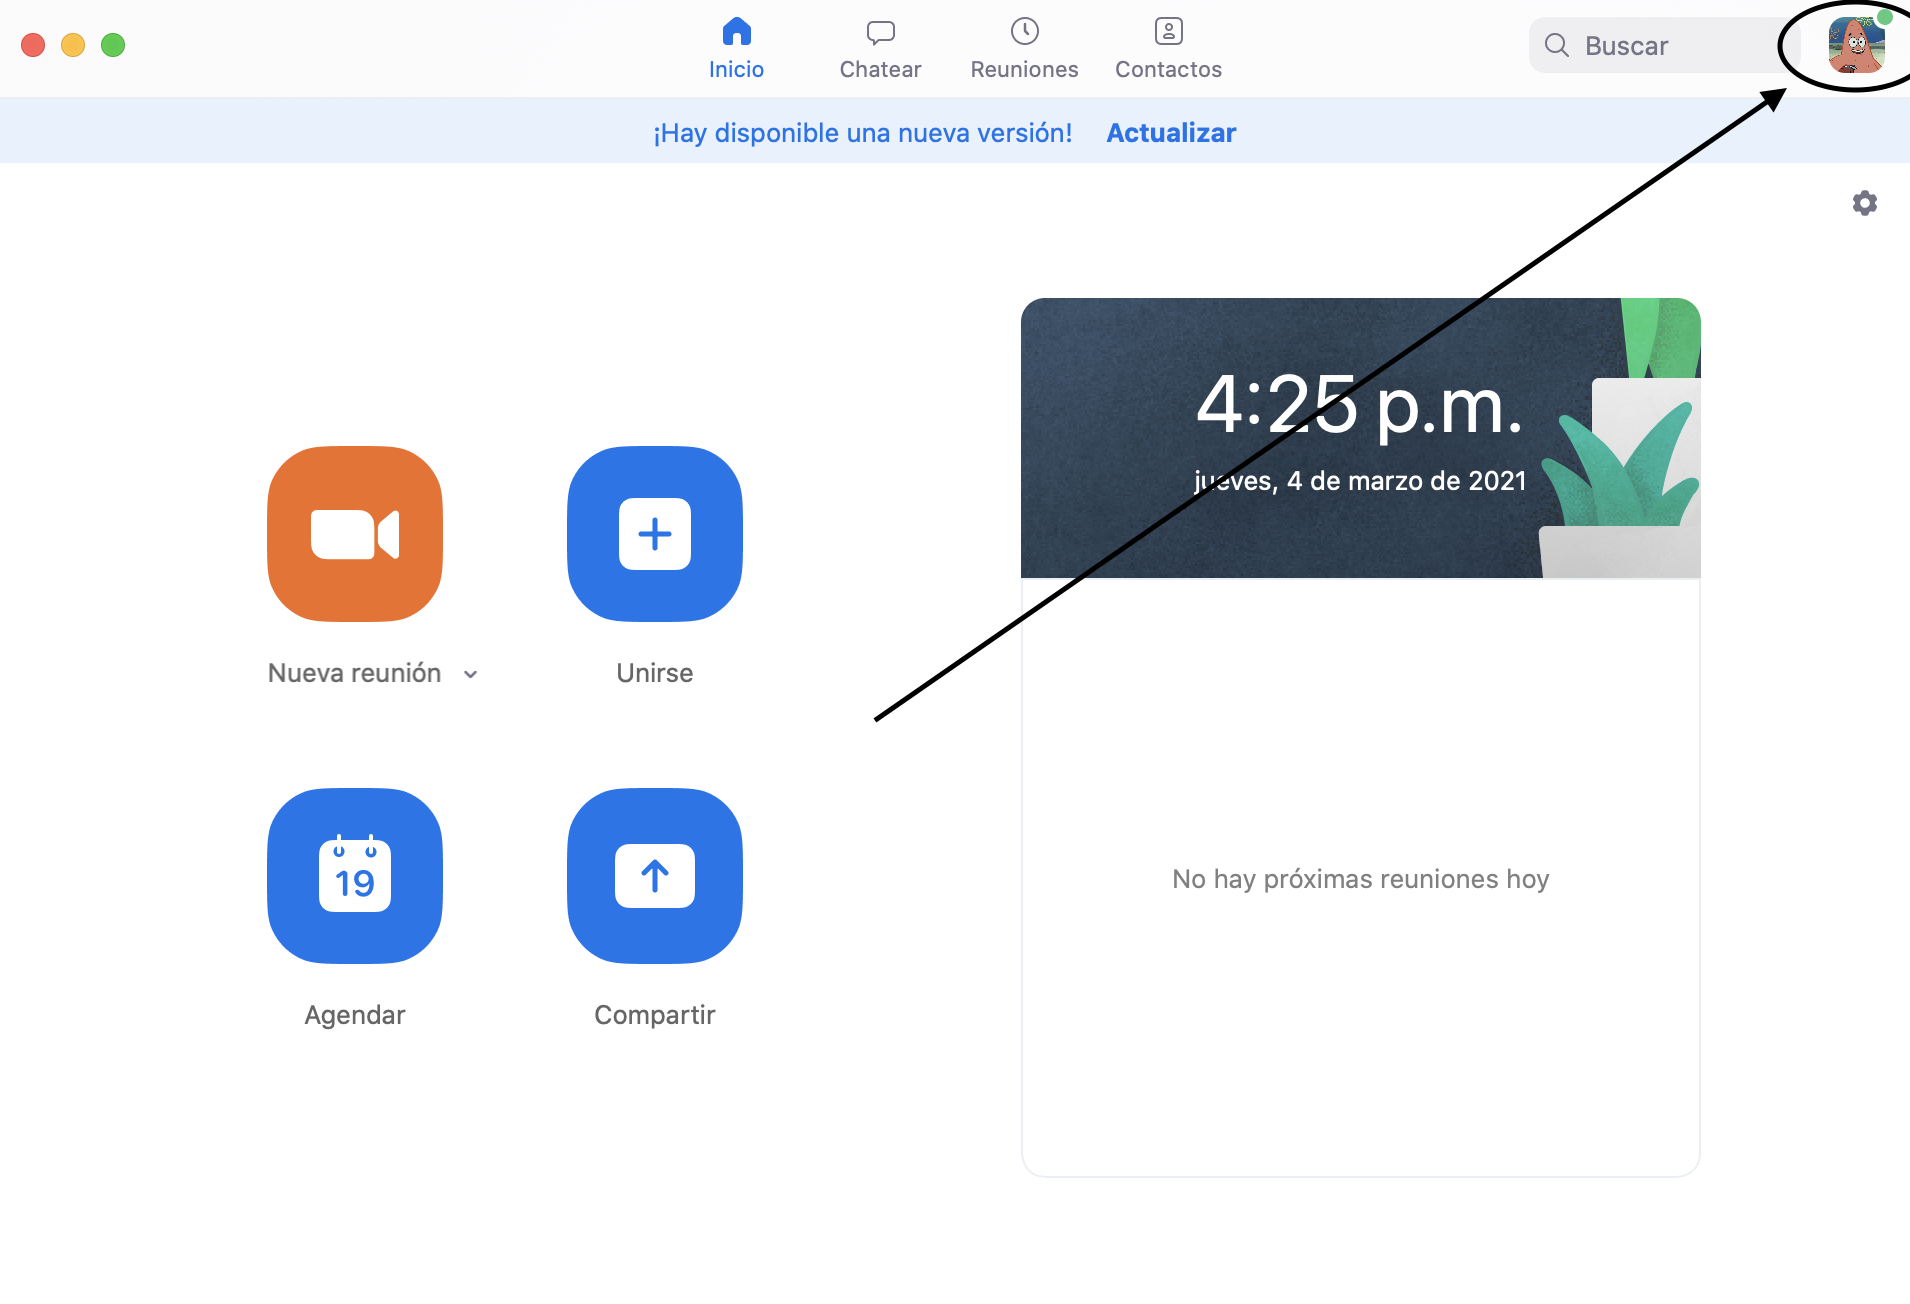 Inicio
Chatear
Reuniones
Contactos
Buscar
¡Hay disponible una nueva versión! Actualizar
4:25 p.m.
jueves, 4 de marzo de 2021
Nueva reunión
Unirse
19
Agendar
Compartir
No hay próximas reuniones hoy